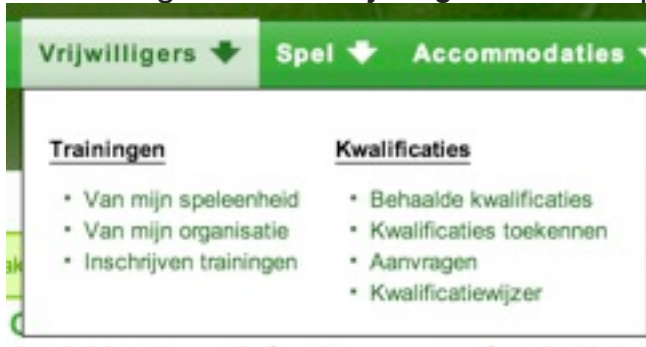 Vrijwilligers Spel Accommodaties
Trainingen
• Van mijn speleenheid
• Van mijn organisatie
• Inschrijven trainingen
Kwalificaties
• Behaalde kwalificaties
• Kwalificaties toekennen
• Aanvragen
• Kwalificatiewijzer